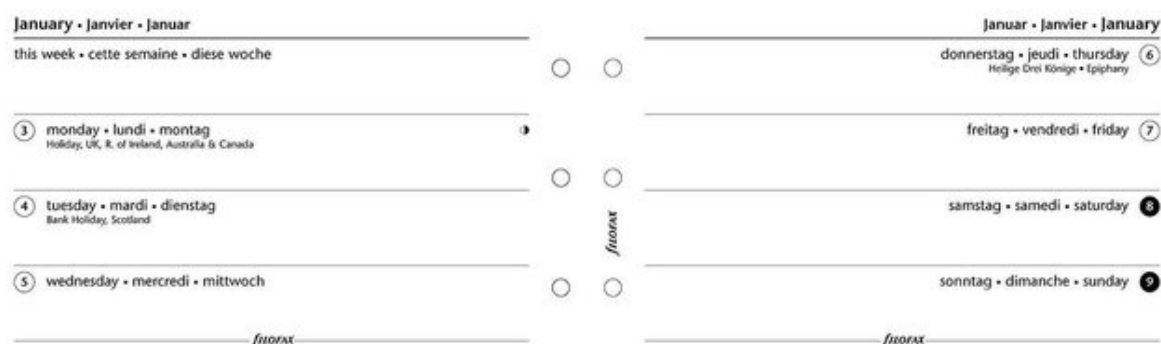 January • Janvier • Januar
this week • cette semaine • diese woche
3 monday • lundi • montag
Holiday, UK, R. of Ireland, Australia & Canada
4 tuesday • mardi • dienstag
Bank Holiday, Scotland
5 wednesday • mercredi • mittwoch
filofax
filofax
Januar • Janvier • January
donnerstag • jeudi • thursday 6
Heilige Drei Könige • Epiphany
freitag • vendredi • friday 7
samstag • samedi • saturday 8
sonntag • dimanche • sunday 9
filofax